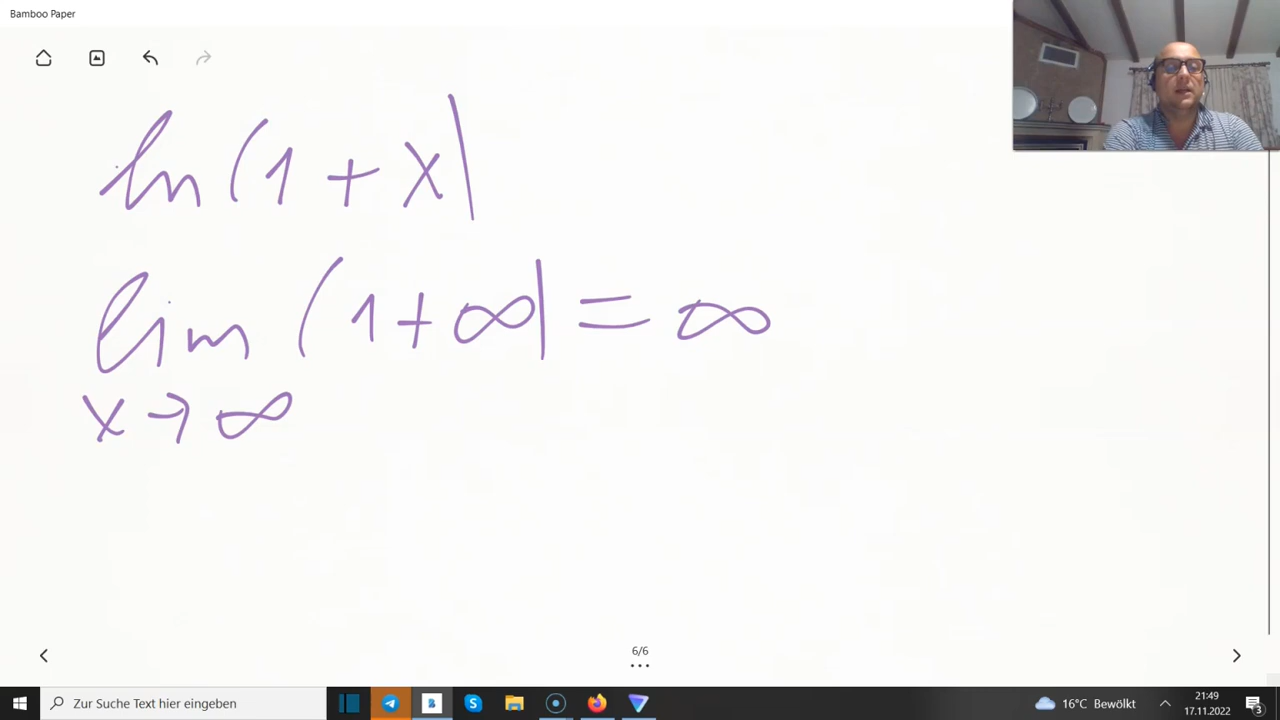 Bamboo Paper
ln (1 + x)
lim (1 + ∞) = ∞
x → ∞
6/6
Zur Suche Text hier eingeben
16°C Bewölkt
21:49
17.11.2022
3